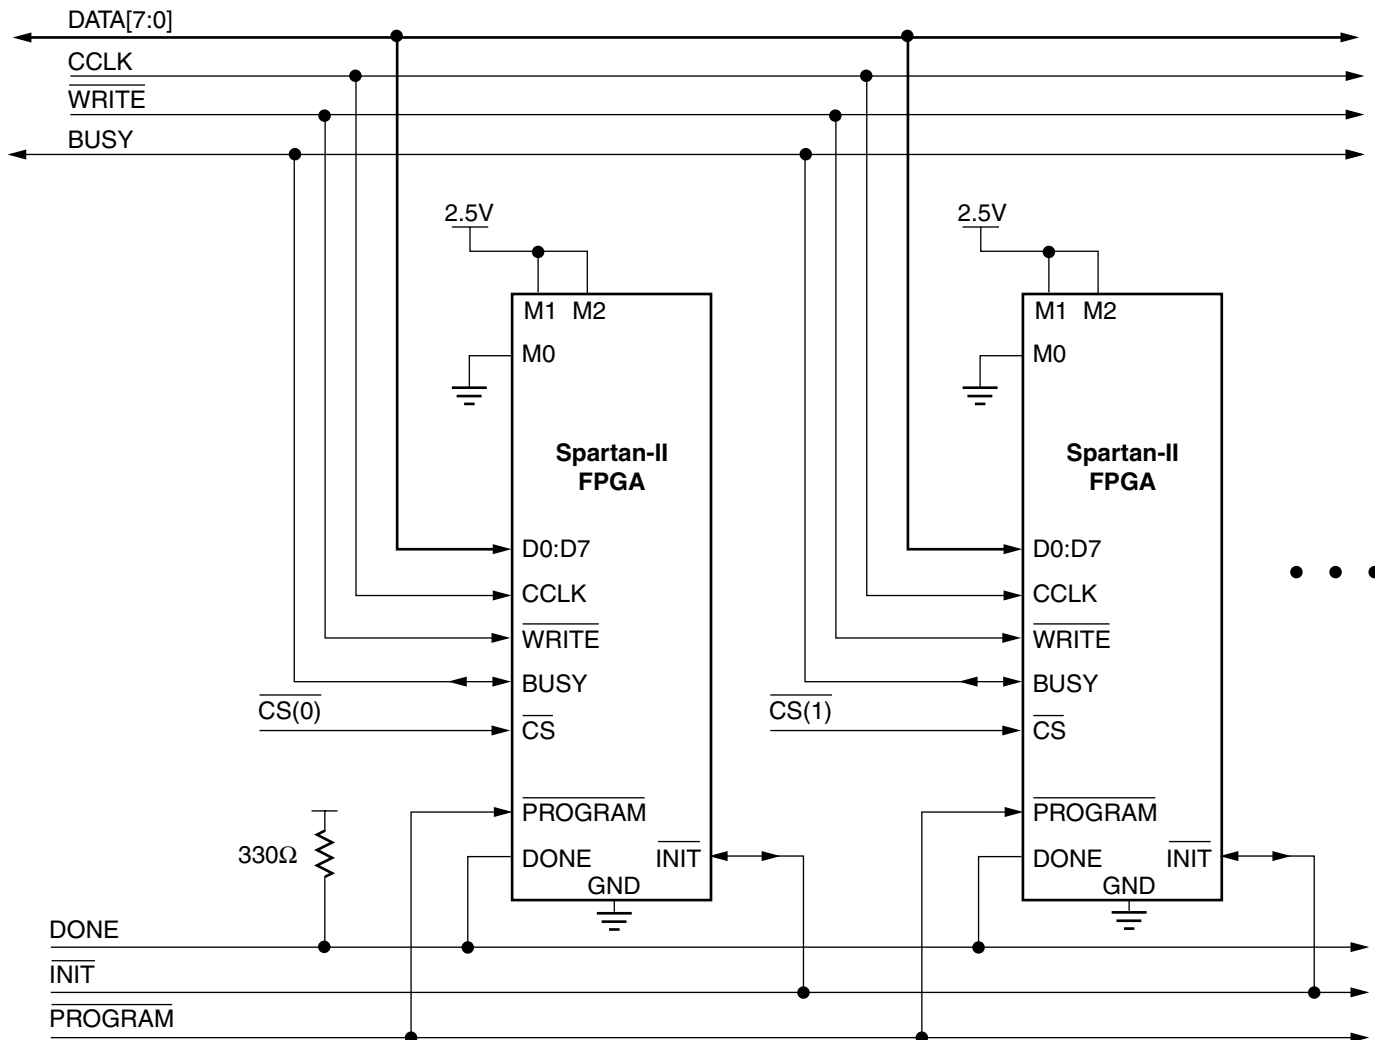 DATA[7:0]
CCLK
WRITE
BUSY
2.5V 2.5V
M1 M2 M1 M2
M0 M0
Spartan-II Spartan-II
FPGA FPGA
D0:D7 D0:D7
CCLK CCLK
WRITE WRITE
BUSY BUSY
CS(0) CS(1)
CS CS
PROGRAM PROGRAM
330Ω DONE INIT DONE INIT
GND GND
DONE
INIT
PROGRAM